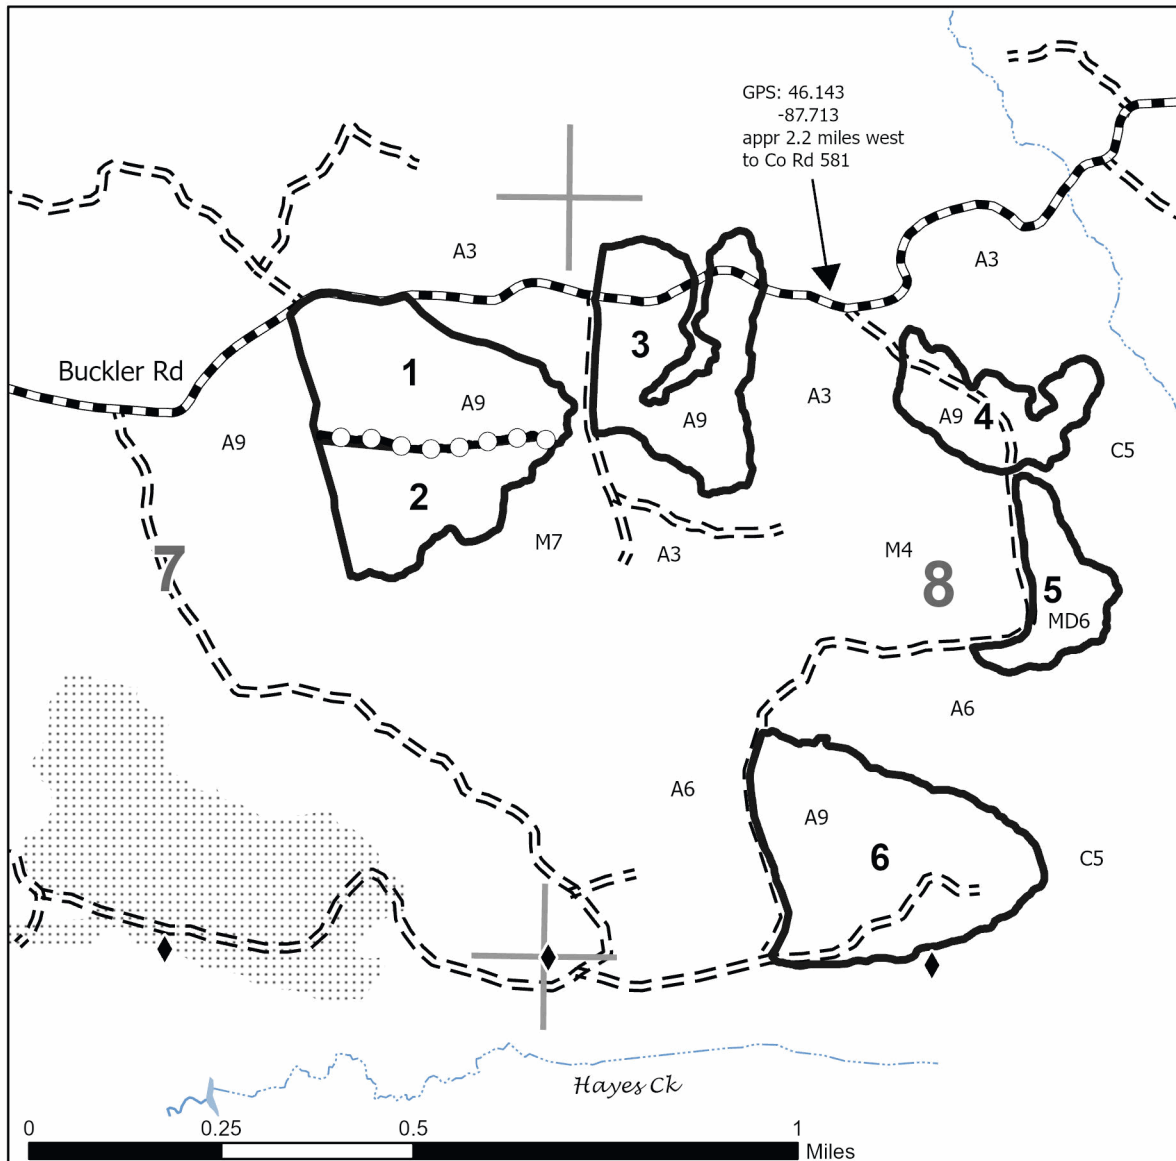 GPS: 46.143
-87.713
appr 2.2 miles west
to Co Rd 581
A3
A3
3
Buckler Rd
1
A9
A3
4
A9
A9
A9
C5
2
M7
A3
M4
7
8
5
MD6
A6
A6
A9
6
C5
Hayes Ck
0
0.25
0.5
1
Miles